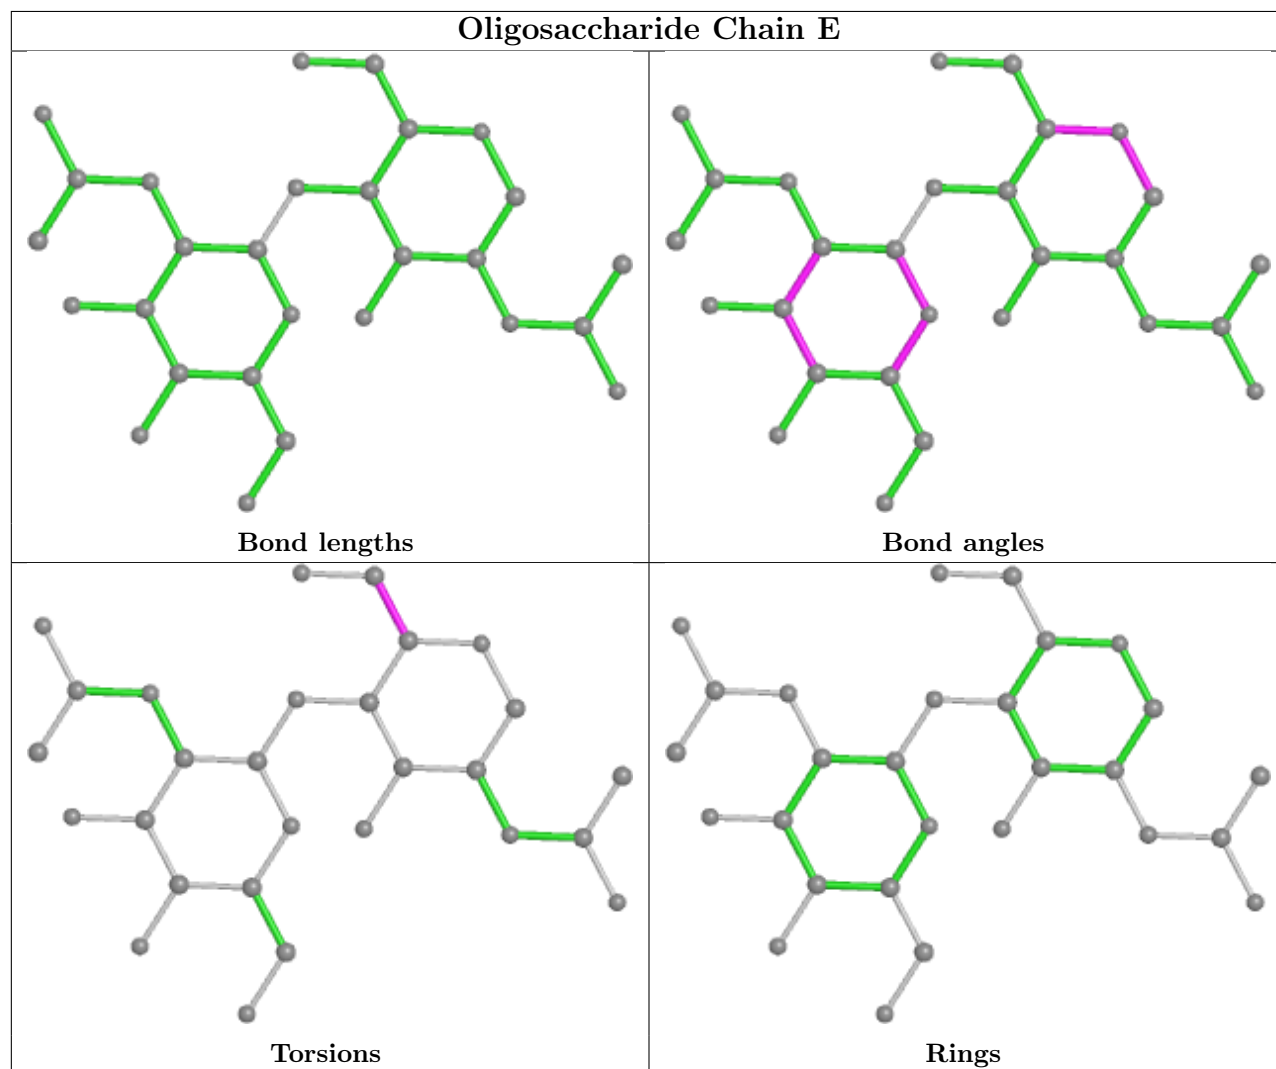 Oligosaccharide Chain E
Bond lengths
Bond angles
Torsions
Rings